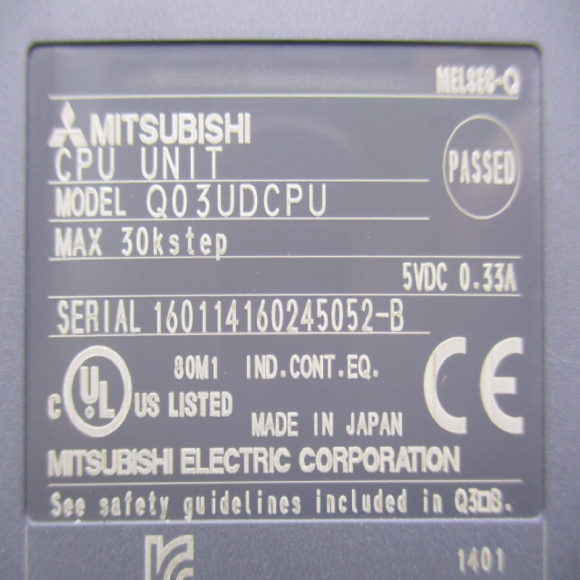 MELSEC-Q
MITSUBISHI
CPU UNIT
PASSED
MODEL Q03UDCPU
MAX 30kstep
5VDC 0.33A
SERIAL 160114160245052-B
80M1 IND.CONT.EQ.
c UL US LISTED
CE
MADE IN JAPAN
MITSUBISHI ELECTRIC CORPORATION
See safety guidelines included in Q3□B.
1401